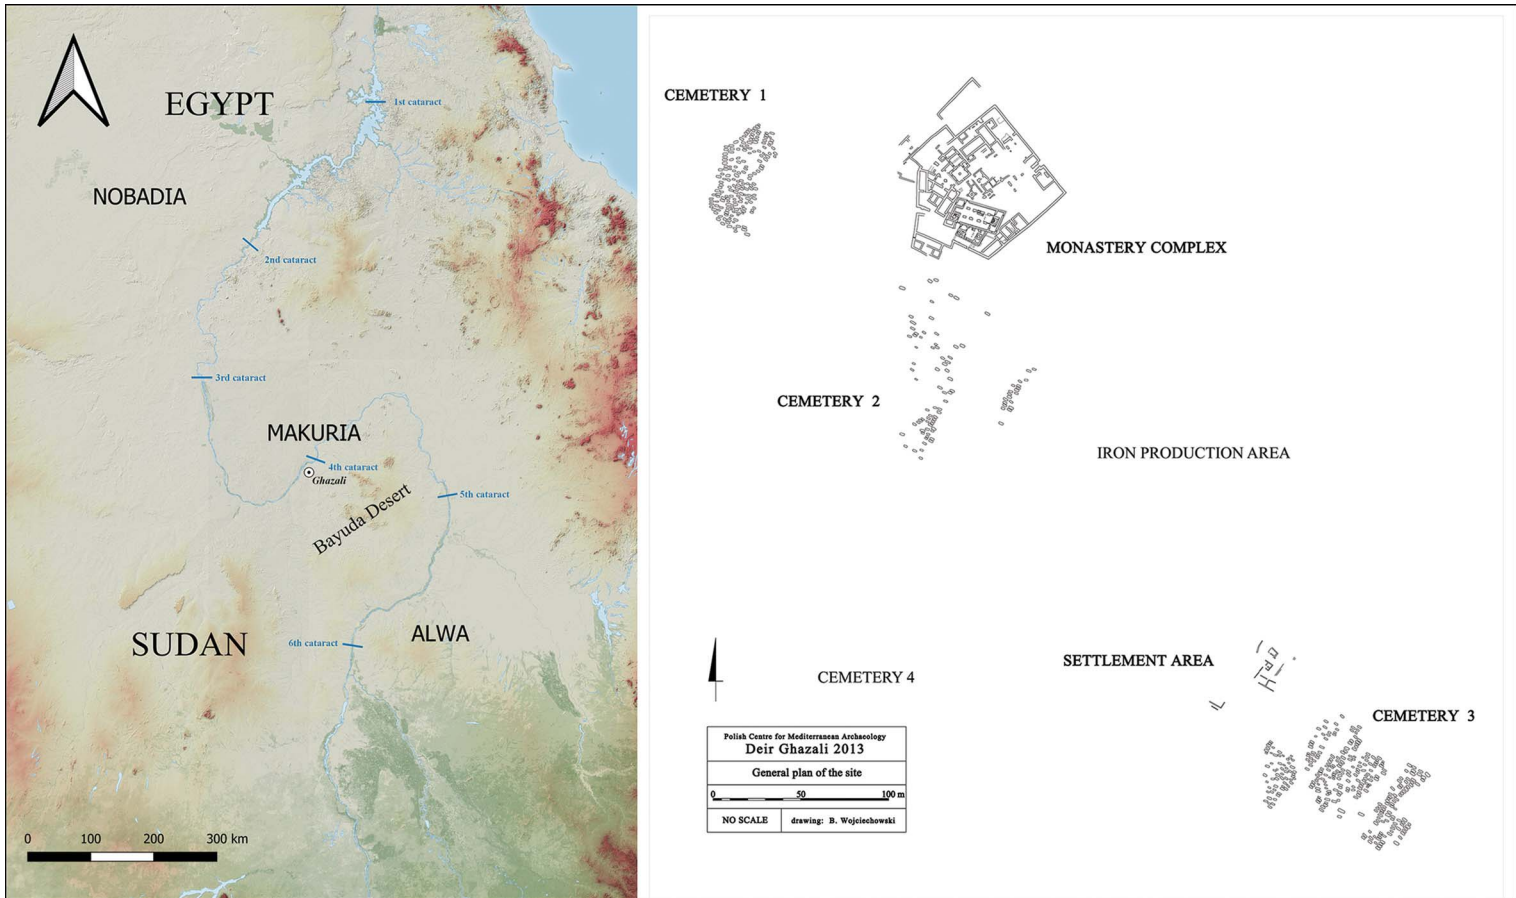 EGYPT
1st cataract
NOBADIA
2nd cataract
3rd cataract
MAKURIA
4th cataract
Ghazali
5th cataract
Bayuda Desert
ALWA
SUDAN
6th cataract
0 100 200 300 km
CEMETERY 1
MONASTERY COMPLEX
CEMETERY 2
IRON PRODUCTION AREA
SETTLEMENT AREA
CEMETERY 4
CEMETERY 3
Polish Centre for Mediterranean Archaeology
Deir Ghazali 2013
General plan of the site
0 50 100 m
NO SCALE drawing: B. Wojciechowski